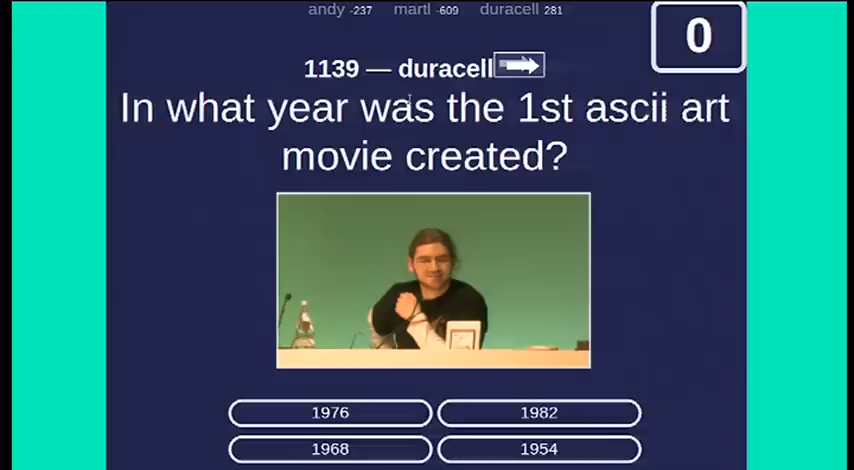 andy -237 martl -609 duracell 281
0
1139 — duracell
In what year was the 1st ascii art
movie created?
1976 1982
1968 1954